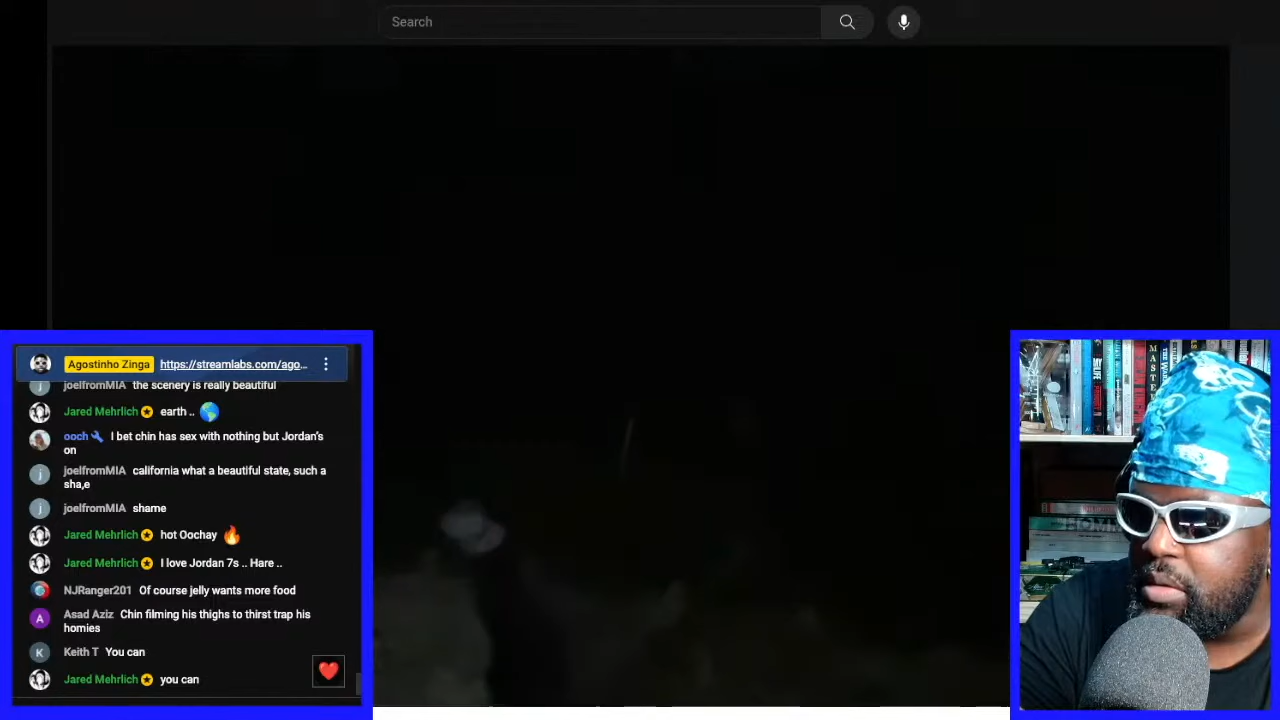 Search
Agostinho Zinga https://streamlabs.com/ago...
joelfromMIA the scenery is really beautiful
Jared Mehrlich earth .. 🌎
ooch I bet chin has sex with nothing but Jordan's
on
joelfromMIA california what a beautiful state, such a
sha,e
joelfromMIA shame
Jared Mehrlich hot Oochay 🔥
Jared Mehrlich I love Jordan 7s .. Hare ..
NJRanger201 Of course jelly wants more food
Asad Aziz Chin filming his thighs to thirst trap his
homies
Keith T You can
Jared Mehrlich you can